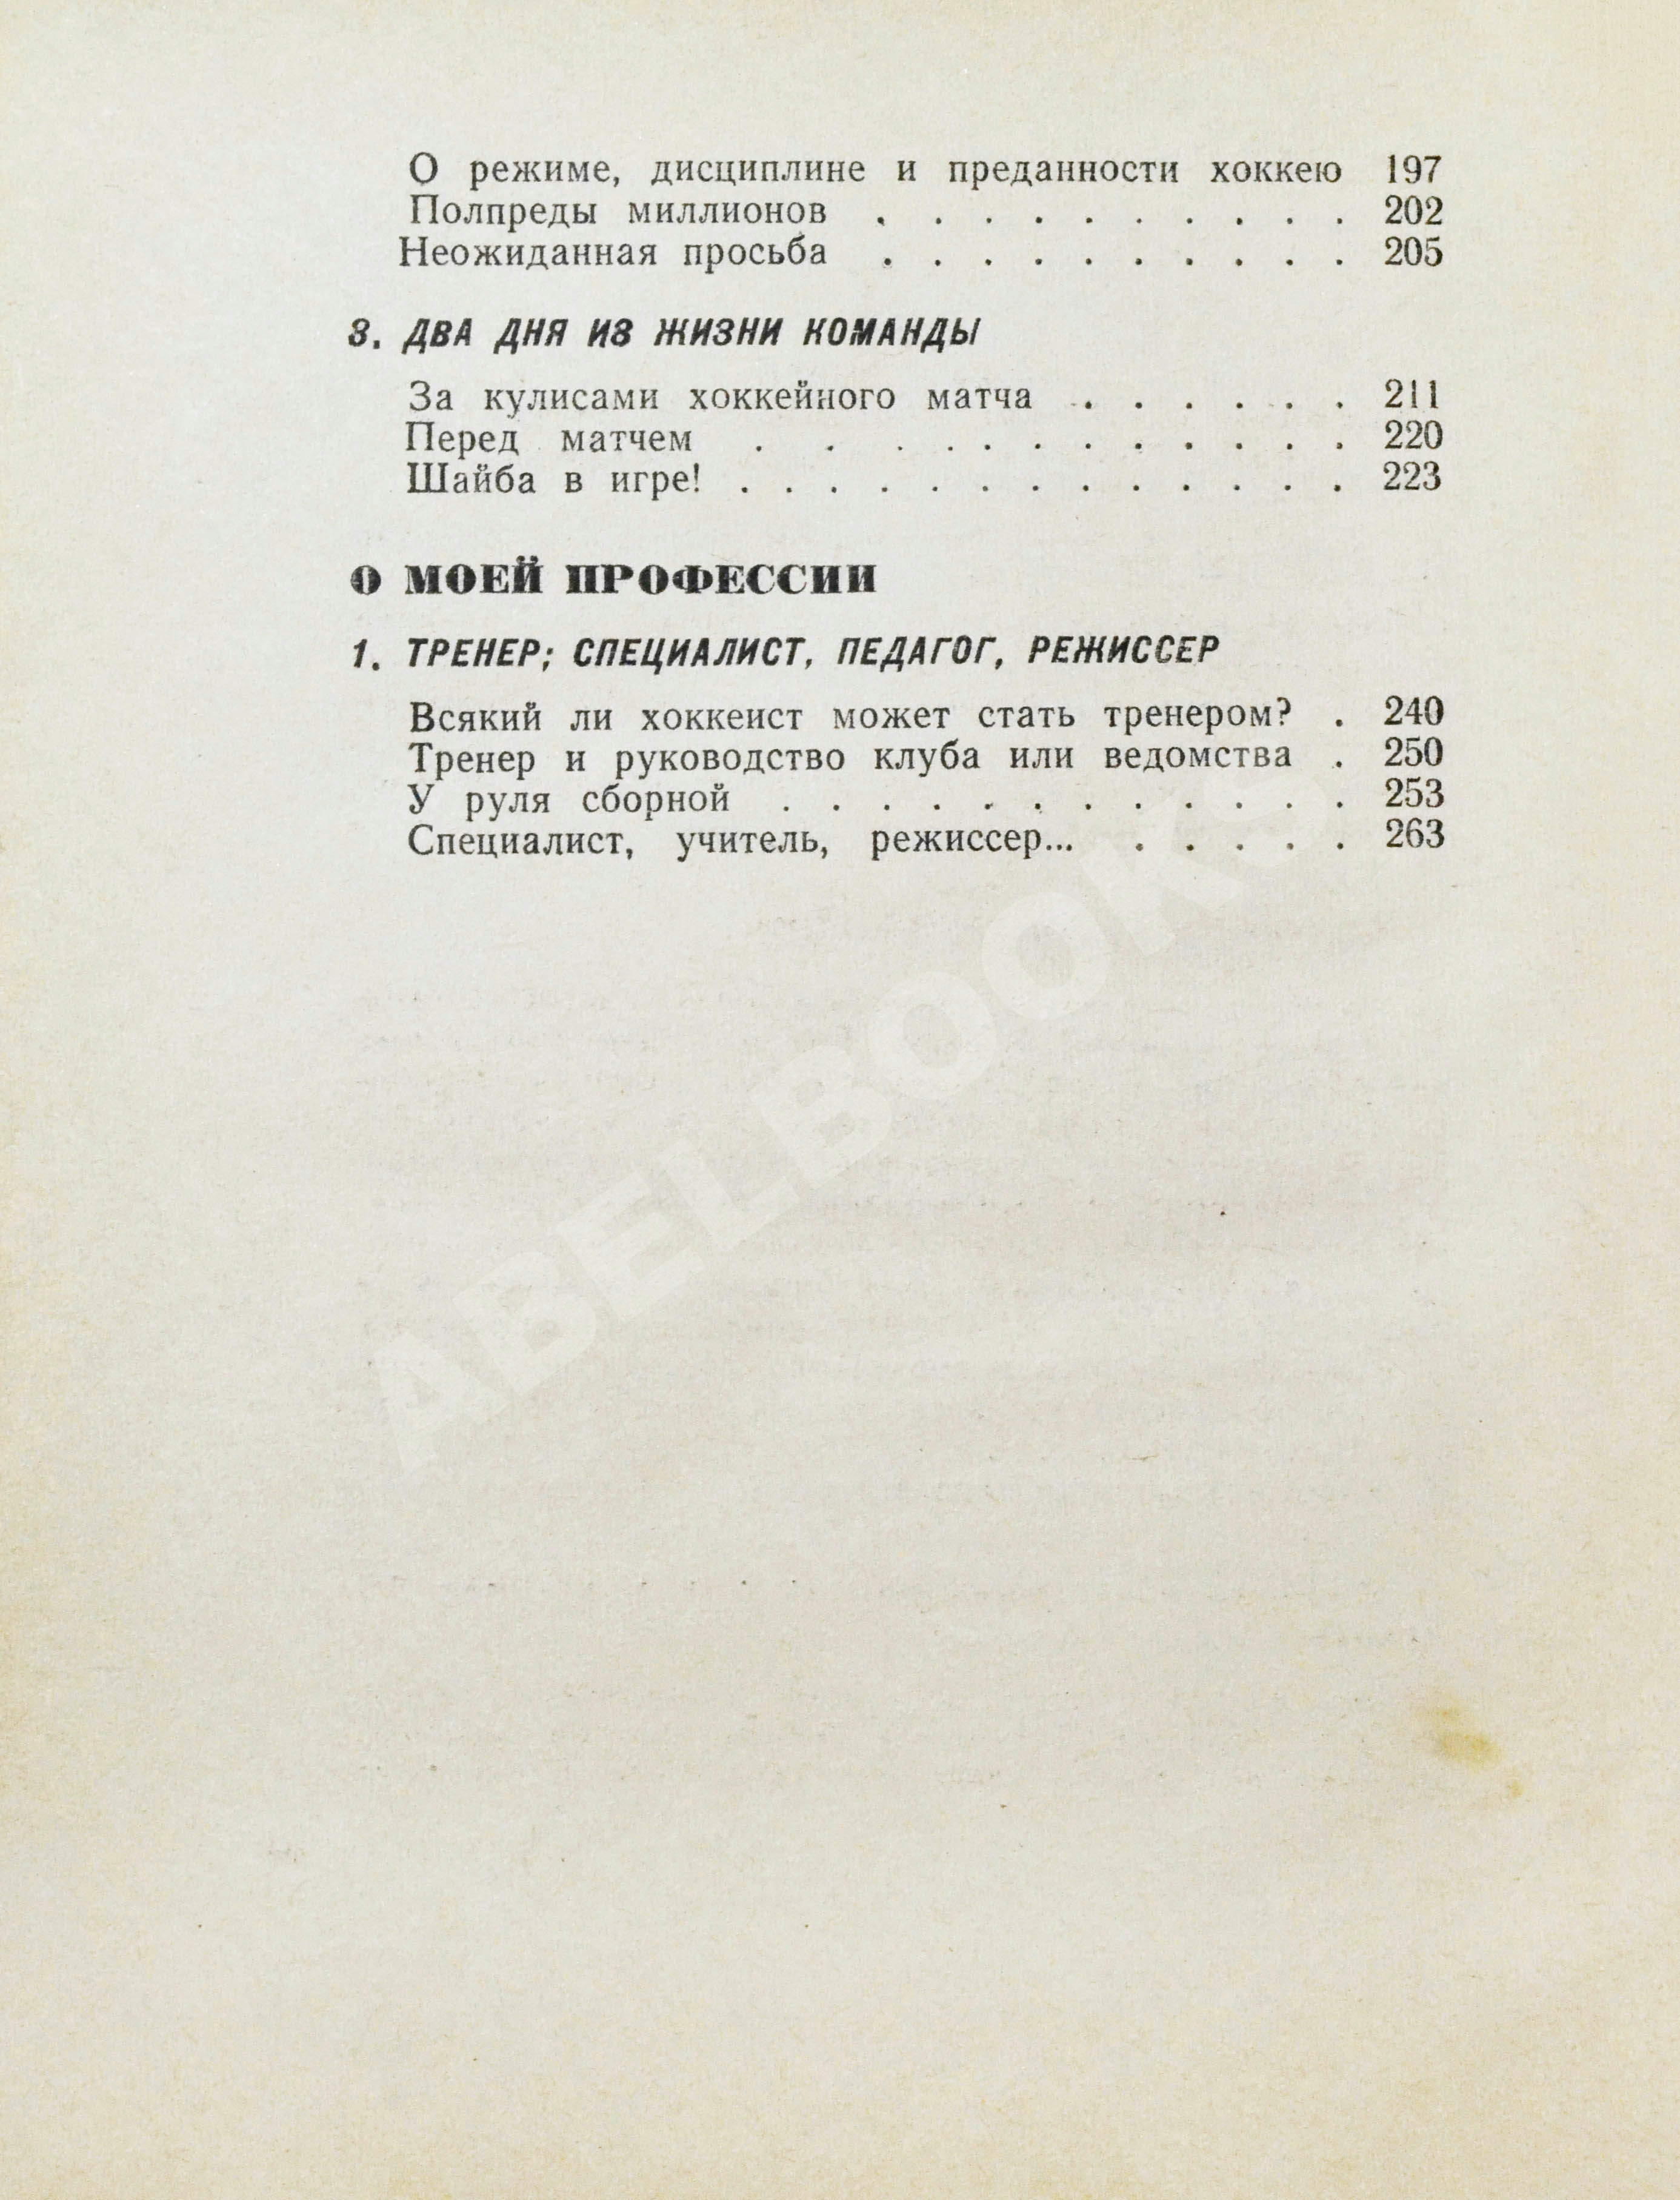 О режиме, дисциплине и преданности хоккею 197
Полпреды миллионов . . . . . . . . . . 202
Неожиданная просьба . . . . . . . . . . 205
8. ДВА ДНЯ ИЗ ЖИЗНИ КОМАНДЫ
За кулисами хоккейного матча . . . . . . 211
Перед матчем . . . . . . . . . . . . 220
Шайба в игре! . . . . . . . . . . . . . 223
О МОЕЙ ПРОФЕССИИ
1. ТРЕНЕР; СПЕЦИАЛИСТ, ПЕДАГОГ, РЕЖИССЕР
Всякий ли хоккеист может стать тренером? . 240
Тренер и руководство клуба или ведомства . 250
У руля сборной . . . . . . . . . . . . 253
Специалист, учитель, режиссер... . . . . . 263
ABELBOOKS